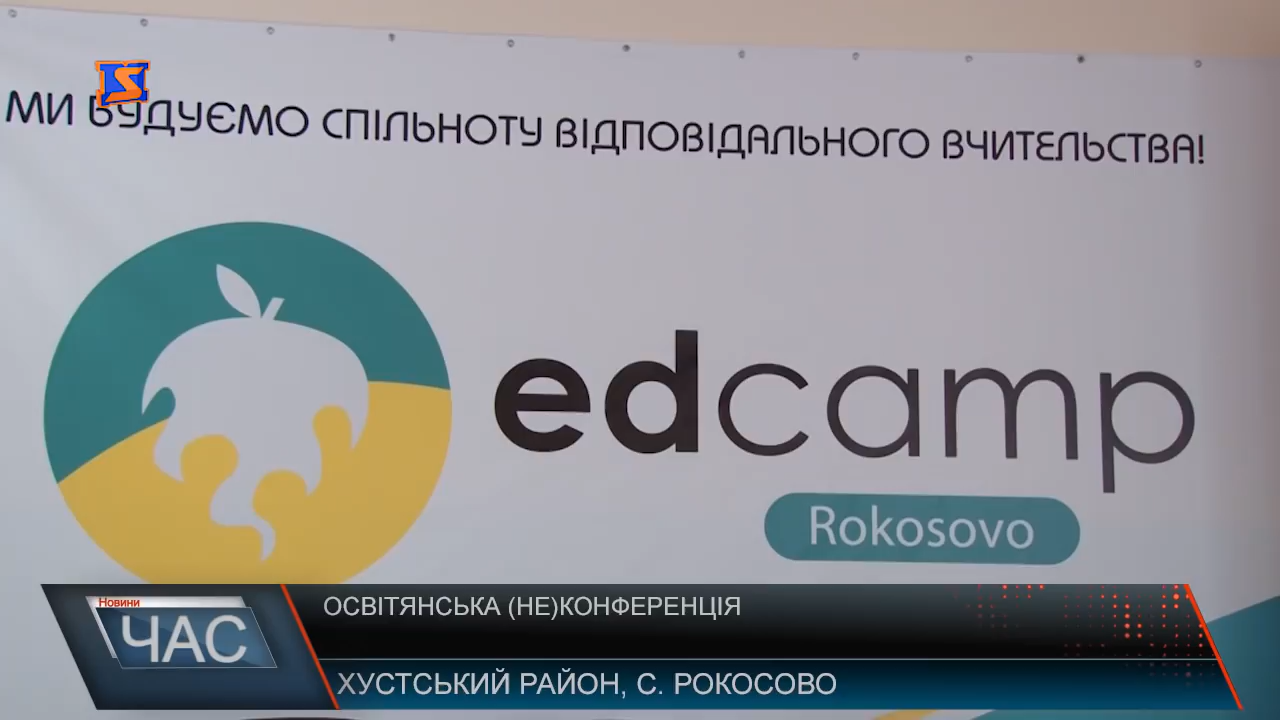 МИ БУДУЄМО СПІЛЬНОТУ ВІДПОВІДАЛЬНОГО ВЧИТЕЛЬСТВА!
edcamp
Rokosovo
Новини
ЧАС
ОСВІТЯНСЬКА (НЕ)КОНФЕРЕНЦІЯ
ХУСТСЬКИЙ РАЙОН, С. РОКОСОВО